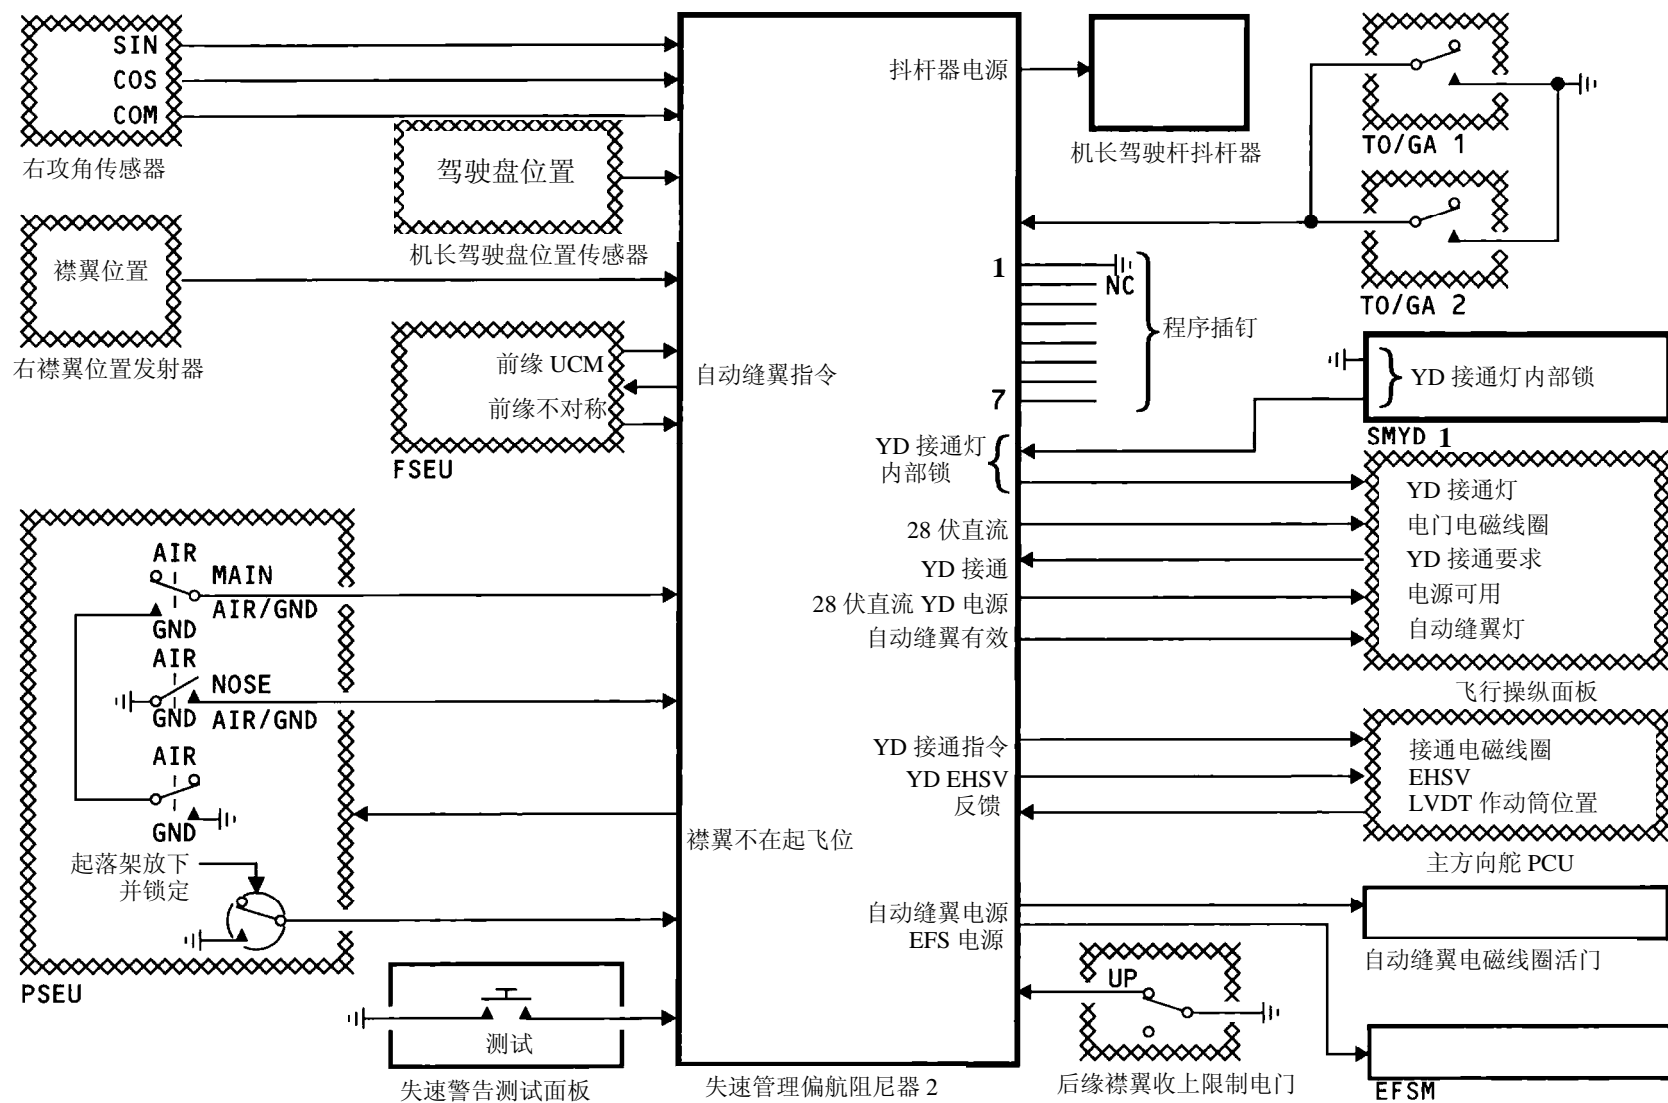 SIN
COS
COM
右攻角传感器
驾驶盘位置
机长驾驶盘位置传感器
襟翼位置
右襟翼位置发射器
前缘 UCM
前缘不对称
FSEU
自动缝翼指令
AIR
MAIN
AIR/GND
GND
AIR
NOSE
GND
AIR/GND
AIR
GND
起落架放下
并锁定
PSEU
襟翼不在起飞位
测试
失速警告测试面板
失速管理偏航阻尼器 2
抖杆器电源
机长驾驶杆抖杆器
TO/GA 1
TO/GA 2
1
NC
程序插钉
7
YD 接通灯
内部锁
YD 接通灯内部锁
SMYD 1
28 伏直流
YD 接通
28 伏直流 YD 电源
自动缝翼有效
YD 接通灯
电门电磁线圈
YD 接通要求
电源可用
自动缝翼灯
飞行操纵面板
YD 接通指令
YD EHSV
反馈
接通电磁线圈
EHSV
LVDT 作动筒位置
主方向舵 PCU
自动缝翼电源
EFS 电源
自动缝翼电磁线圈活门
UP
后缘襟翼收上限制电门
EFSM